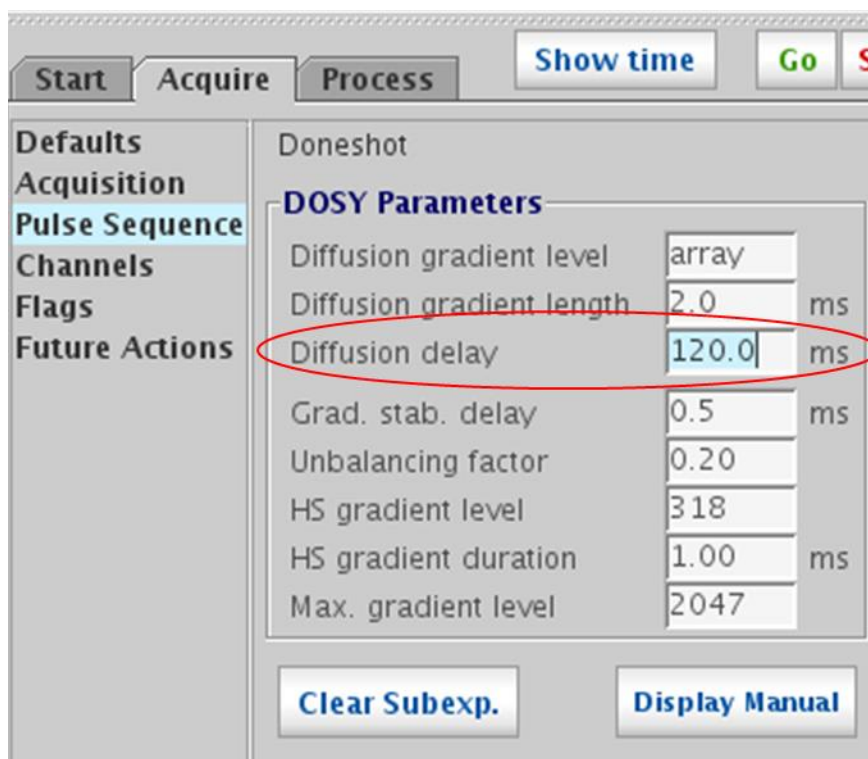 Start Acquire Process Show time Go S
Defaults
Acquisition
Pulse Sequence
Channels
Flags
Future Actions
Doneshot
DOSY Parameters
Diffusion gradient level array
Diffusion gradient length 2.0 ms
Diffusion delay 120.0 ms
Grad. stab. delay 0.5 ms
Unbalancing factor 0.20
HS gradient level 318
HS gradient duration 1.00 ms
Max. gradient level 2047
Clear Subexp. Display Manual